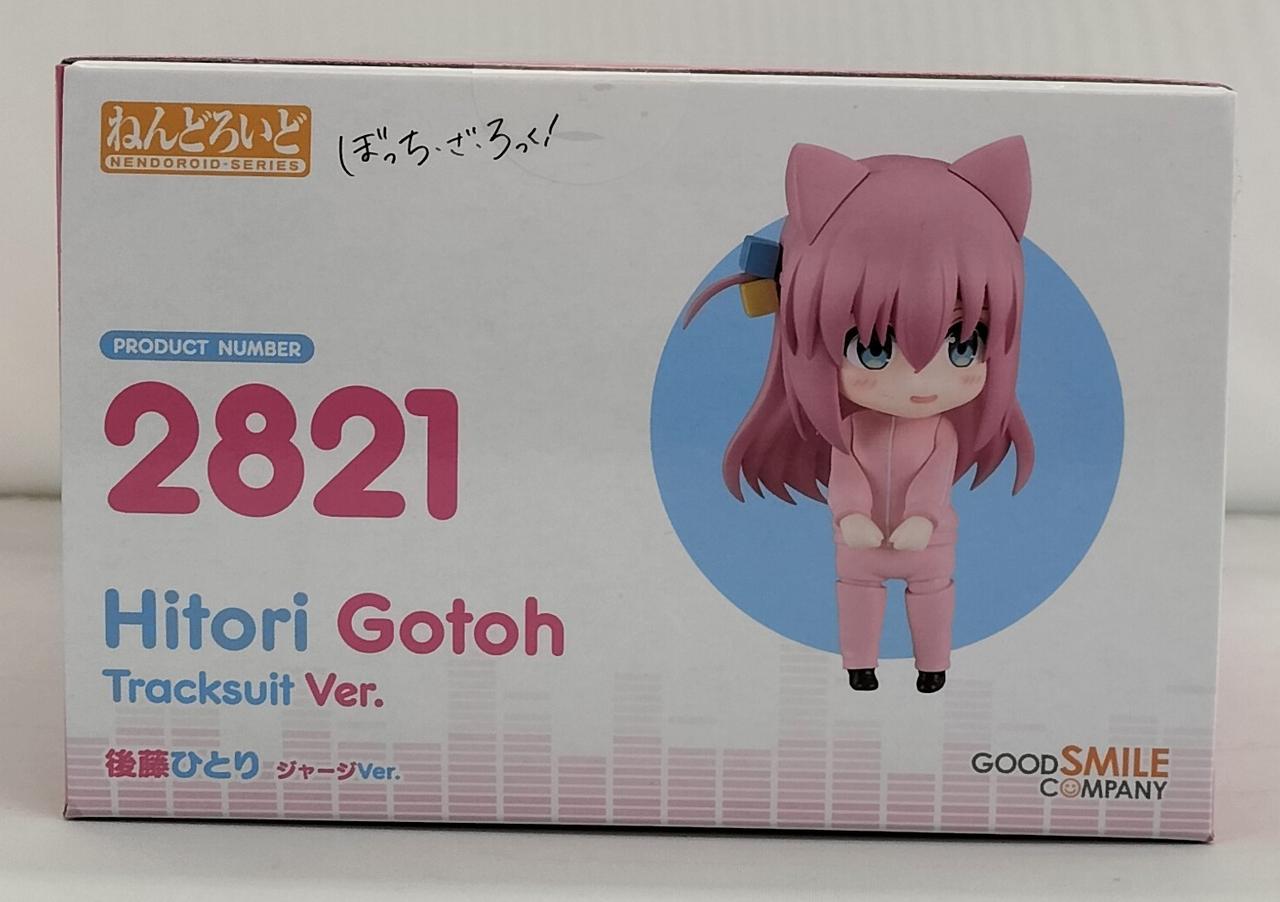 ねんどろいど
NENDOROID・SERIES
ぼっち・ざ・ろっく!
PRODUCT NUMBER
2821
Hitori Gotoh
Tracksuit Ver.
後藤ひとり ジャージVer.
GOOD SMILE
COMPANY